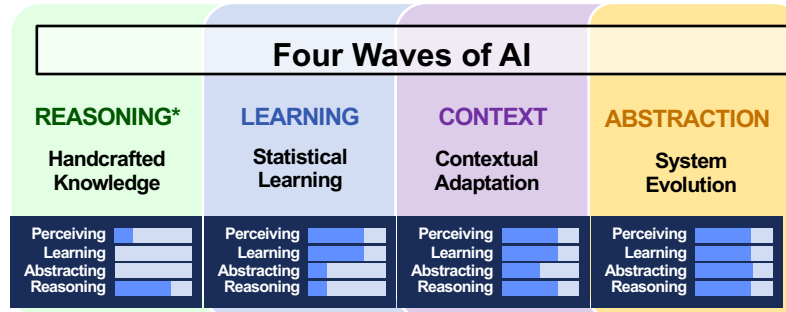 Four Waves of AI
REASONING*
Handcrafted
Knowledge
Perceiving
Learning
Abstracting
Reasoning
LEARNING
Statistical
Learning
Perceiving
Learning
Abstracting
Reasoning
CONTEXT
Contextual
Adaptation
Perceiving
Learning
Abstracting
Reasoning
ABSTRACTION
System
Evolution
Perceiving
Learning
Abstracting
Reasoning